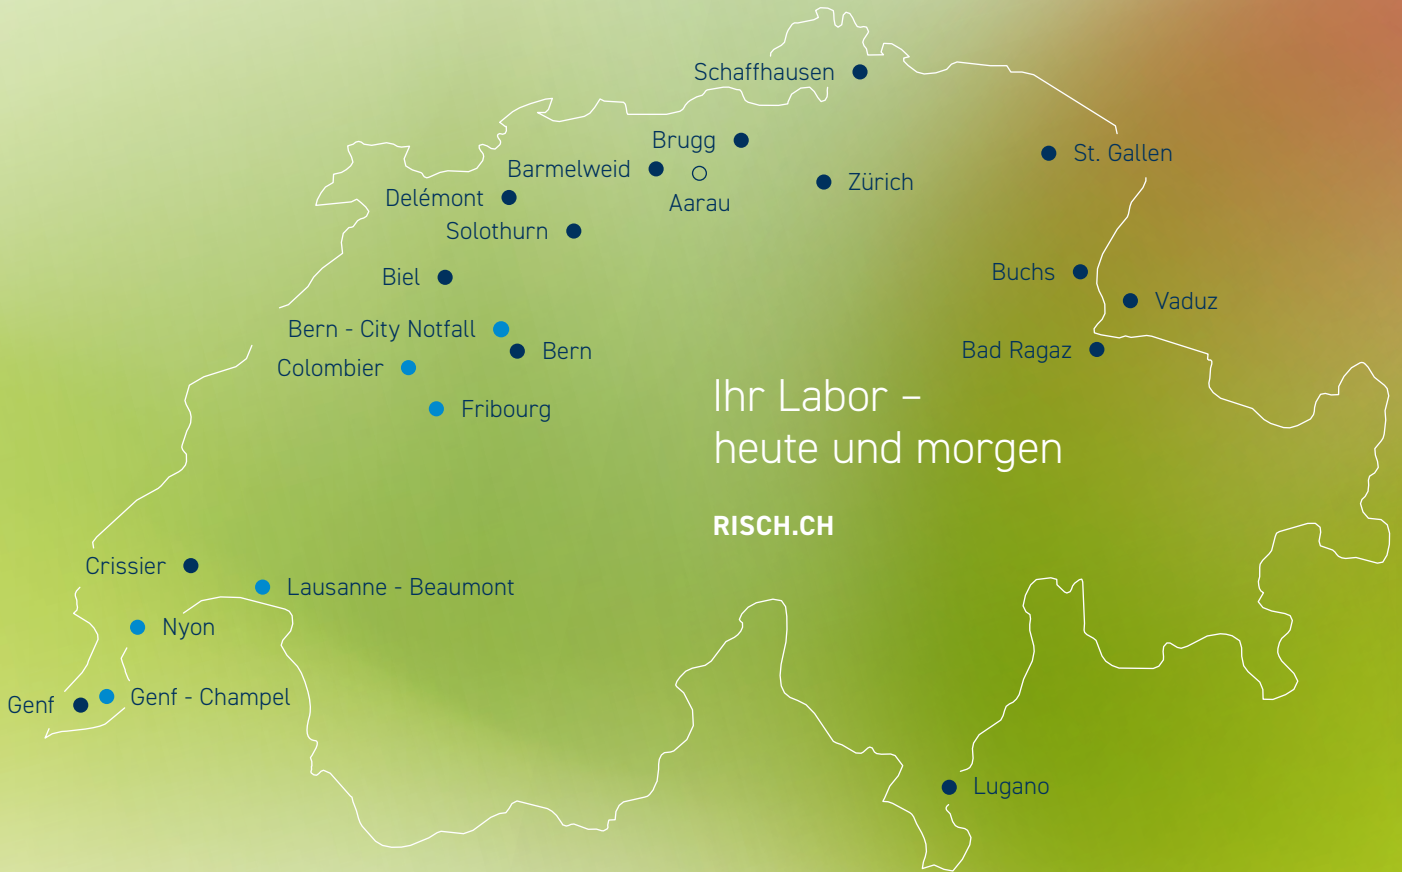 Schaffhausen
Brugg
St. Gallen
Barmelweid
Zürich
Delémont
Aarau
Solothurn
Buchs
Biel
Vaduz
Bern - City Notfall
Bern
Bad Ragaz
Colombier
Fribourg
Ihr Labor –
heute und morgen
RISCH.CH
Crissier
Lausanne - Beaumont
Nyon
Genf - Champel
Genf
Lugano